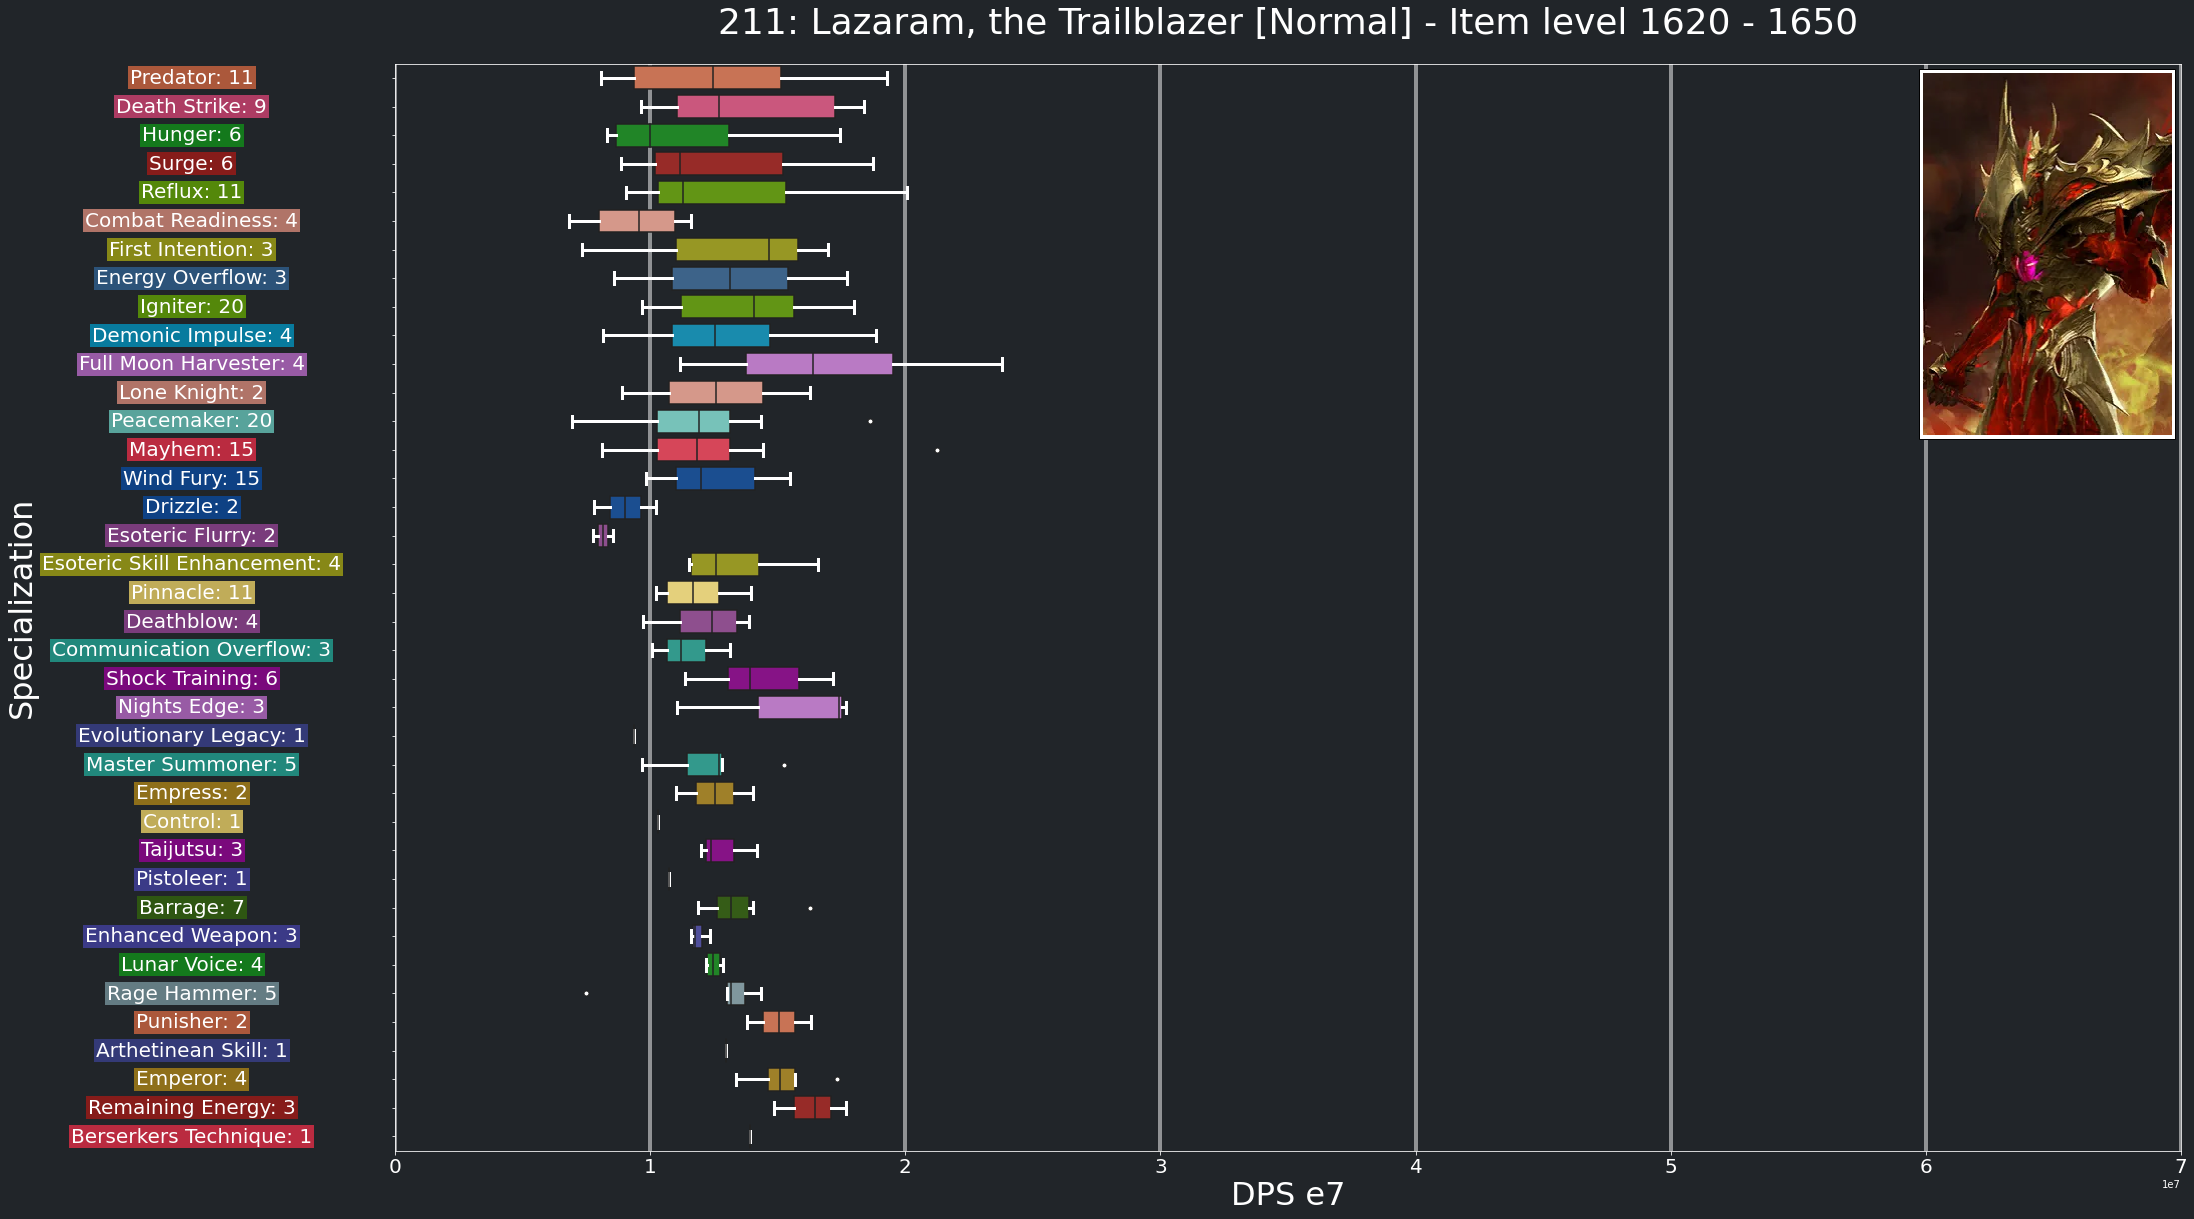 211: Lazaram, the Trailblazer [Normal] - Item level 1620 - 1650
Predator: 11
Death Strike: 9
Hunger: 6
Surge: 6
Reflux: 11
Combat Readiness: 4
First Intention: 3
Energy Overflow: 3
Igniter: 20
Demonic Impulse: 4
Full Moon Harvester: 4
Lone Knight: 2
Peacemaker: 20
Mayhem: 15
Wind Fury: 15
Drizzle: 2
Esoteric Flurry: 2
Esoteric Skill Enhancement: 4
Pinnacle: 11
Deathblow: 4
Communication Overflow: 3
Shock Training: 6
Nights Edge: 3
Evolutionary Legacy: 1
Master Summoner: 5
Empress: 2
Control: 1
Taijutsu: 3
Pistoleer: 1
Barrage: 7
Enhanced Weapon: 3
Lunar Voice: 4
Rage Hammer: 5
Punisher: 2
Arthetinean Skill: 1
Emperor: 4
Remaining Energy: 3
Berserkers Technique: 1
Specialization
0 1 2 3 4 5 6 7
1e7
DPS e7